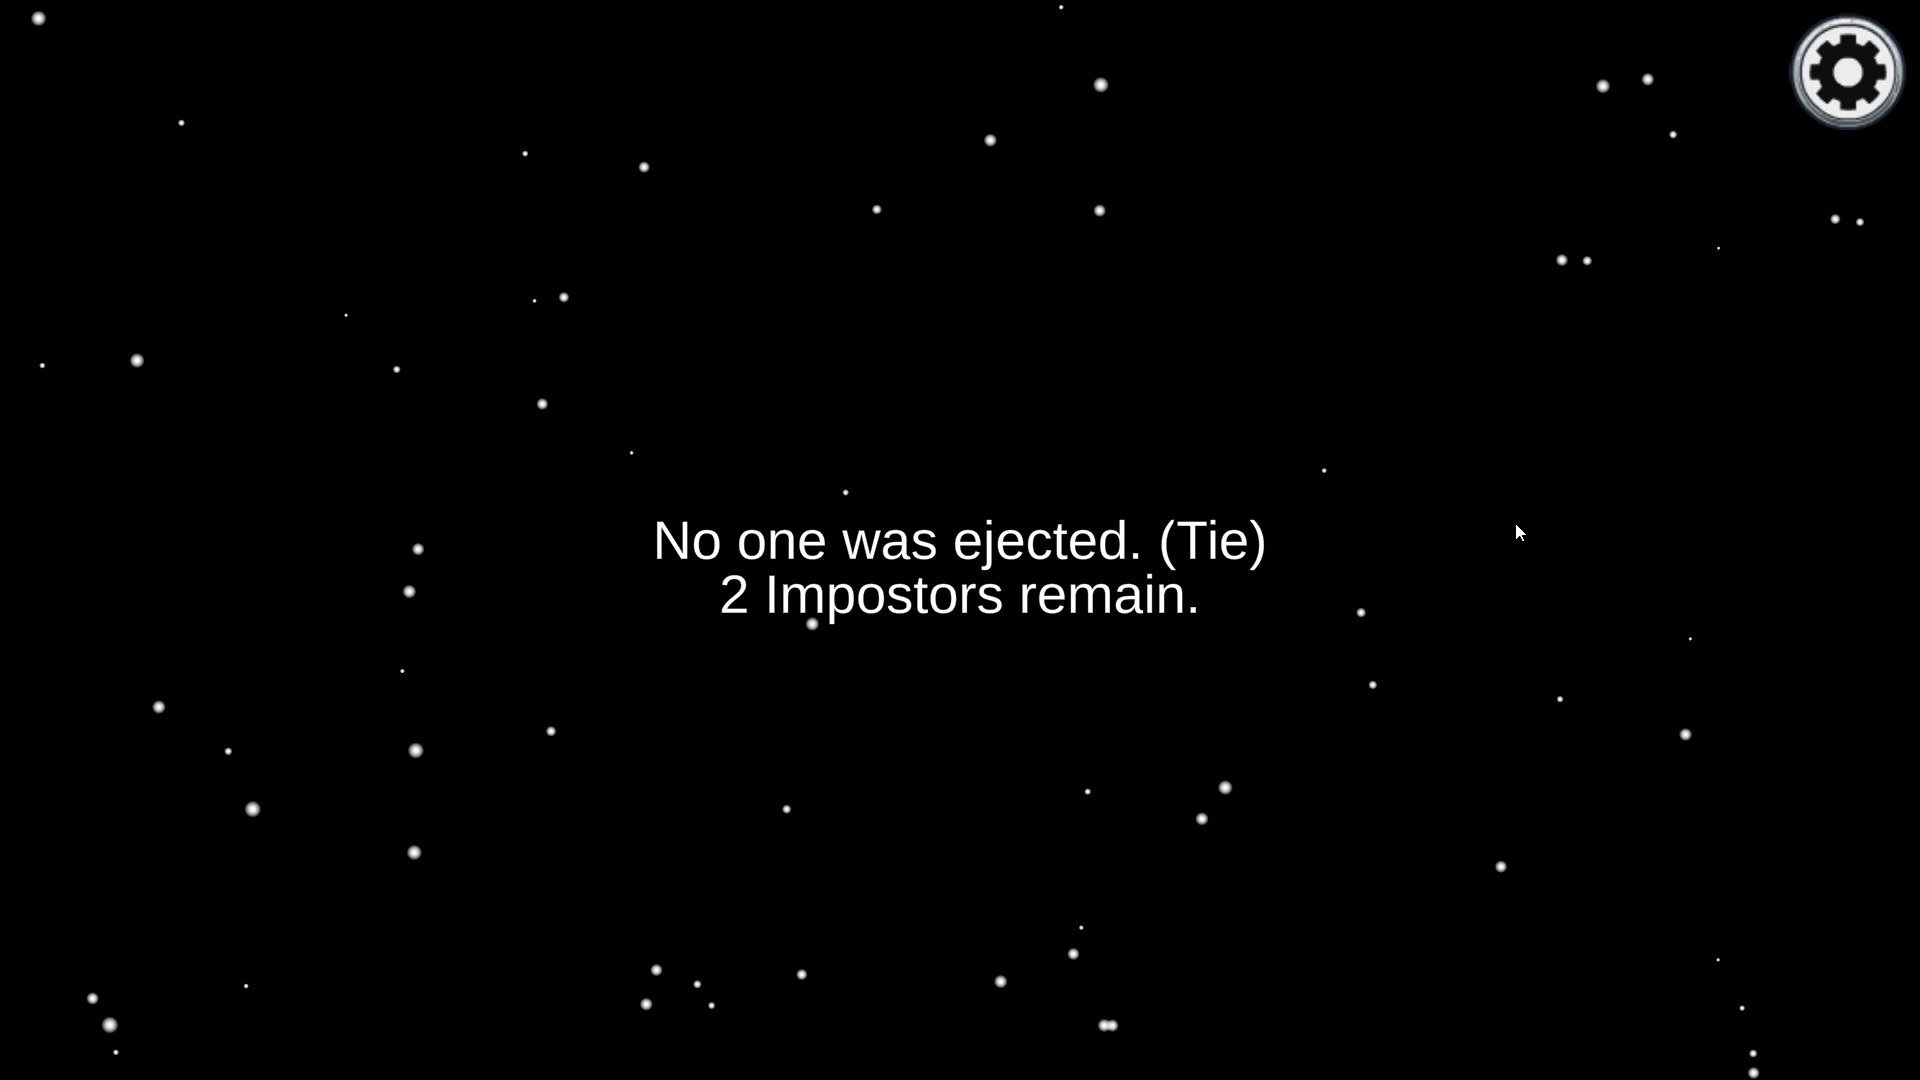 No one was ejected. (Tie)
2 Impostors remain.